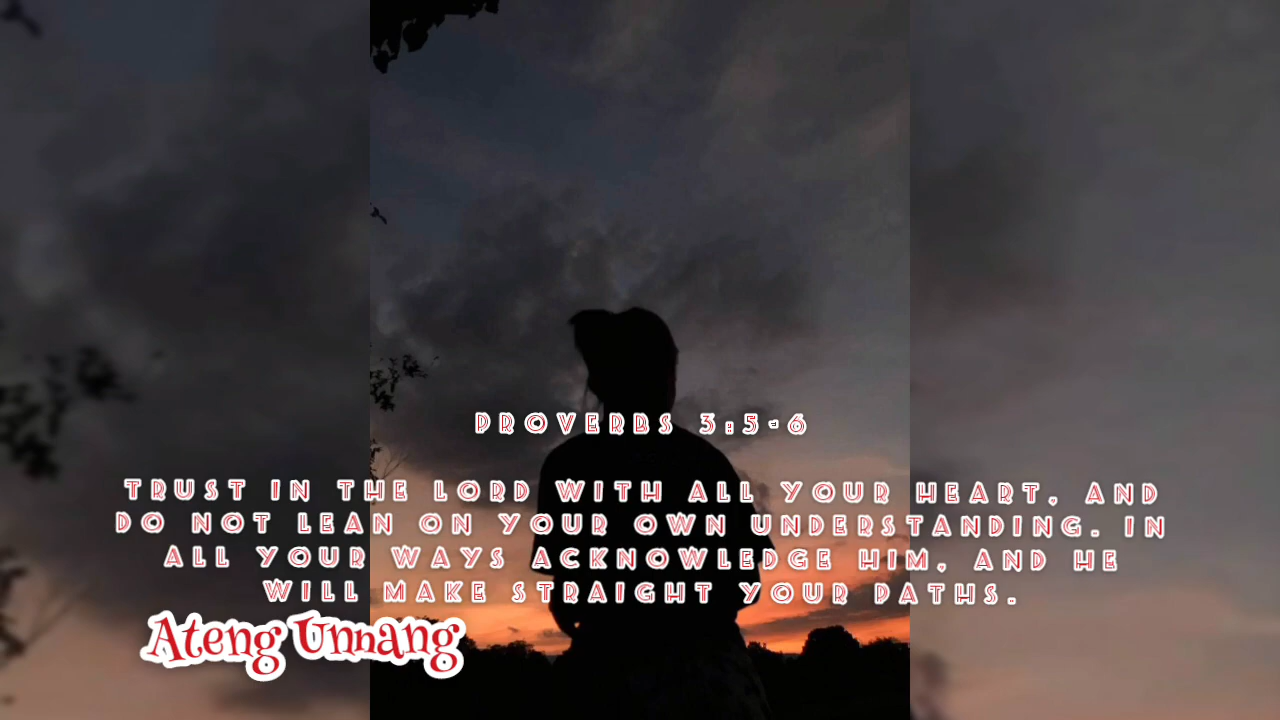 PROVERBS 3:5-6
TRUST IN THE LORD WITH ALL YOUR HEART, AND
DO NOT LEAN ON YOUR OWN UNDERSTANDING. IN
ALL YOUR WAYS ACKNOWLEDGE HIM, AND HE
WILL MAKE STRAIGHT YOUR PATHS.
Ateng Unnang